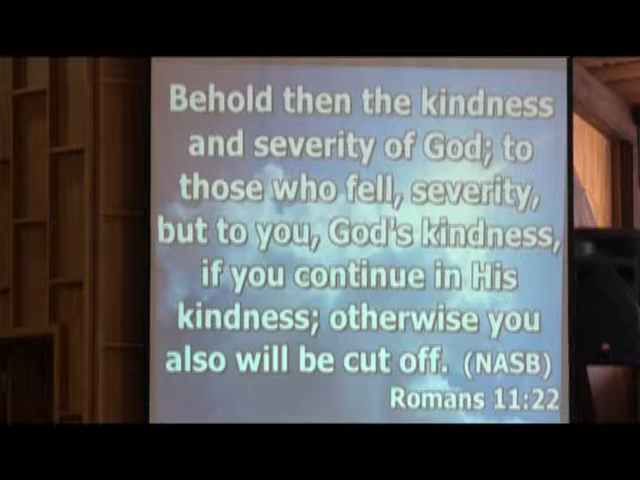 Behold then the kindness
and severity of God; to
those who fell, severity,
but to you, God's kindness,
if you continue in His
kindness; otherwise you
also will be cut off. (NASB)
Romans 11:22